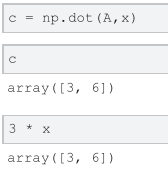 c = np.dot(A,x)
c
array([3, 6])
3 * x
array([3, 6])